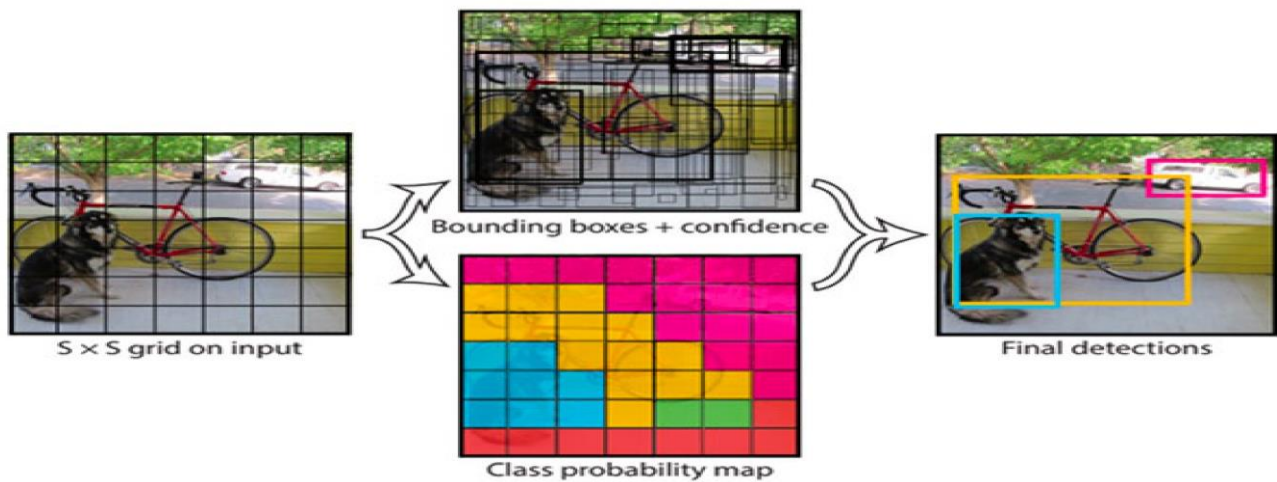 S × S grid on input
Bounding boxes + confidence
Class probability map
Final detections